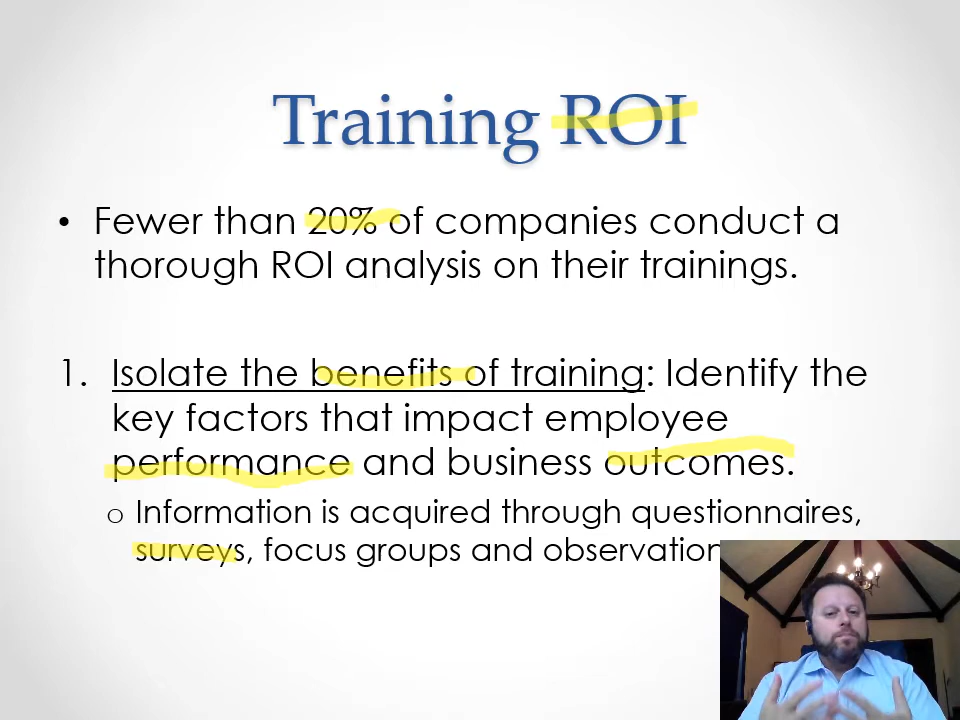 Training ROI
• Fewer than 20% of companies conduct a
thorough ROI analysis on their trainings.
1. Isolate the benefits of training: Identify the
key factors that impact employee
performance and business outcomes.
o Information is acquired through questionnaires,
surveys, focus groups and observation